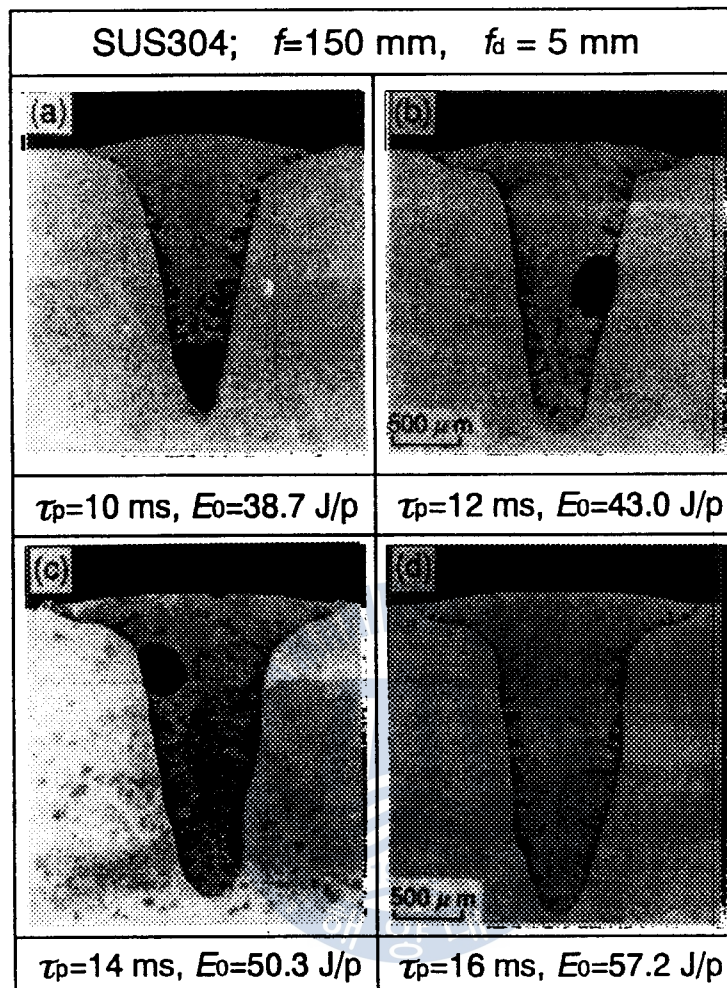 SUS304; f=150 mm, fd = 5 mm
(a)
(b)
500 μm
τp=10 ms, E0=38.7 J/p
τp=12 ms, E0=43.0 J/p
(c)
(d)
500 μm
τp=14 ms, E0=50.3 J/p
τp=16 ms, E0=57.2 J/p